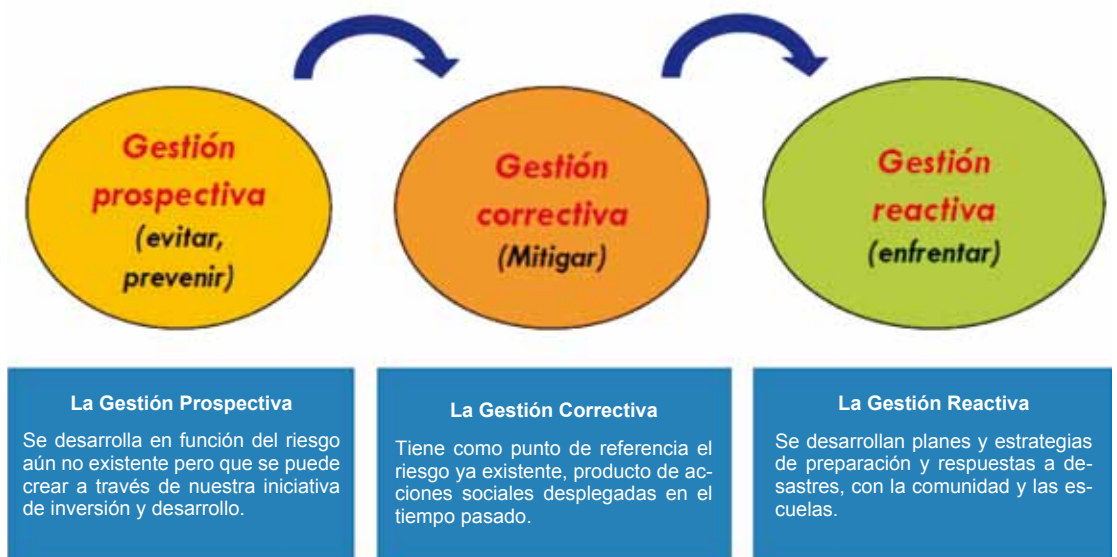 Gestión
prospectiva
(evitar,
prevenir)
Gestión
correctiva
(Mitigar)
Gestión
reactiva
(enfrentar)
La Gestión Prospectiva
Se desarrolla en función del riesgo
aún no existente pero que se puede
crear a través de nuestra iniciativa
de inversión y desarrollo.
La Gestión Correctiva
Tiene como punto de referencia el
riesgo ya existente, producto de ac-
ciones sociales desplegadas en el
tiempo pasado.
La Gestión Reactiva
Se desarrollan planes y estrategias
de preparación y respuestas a de-
sastres, con la comunidad y las es-
cuelas.